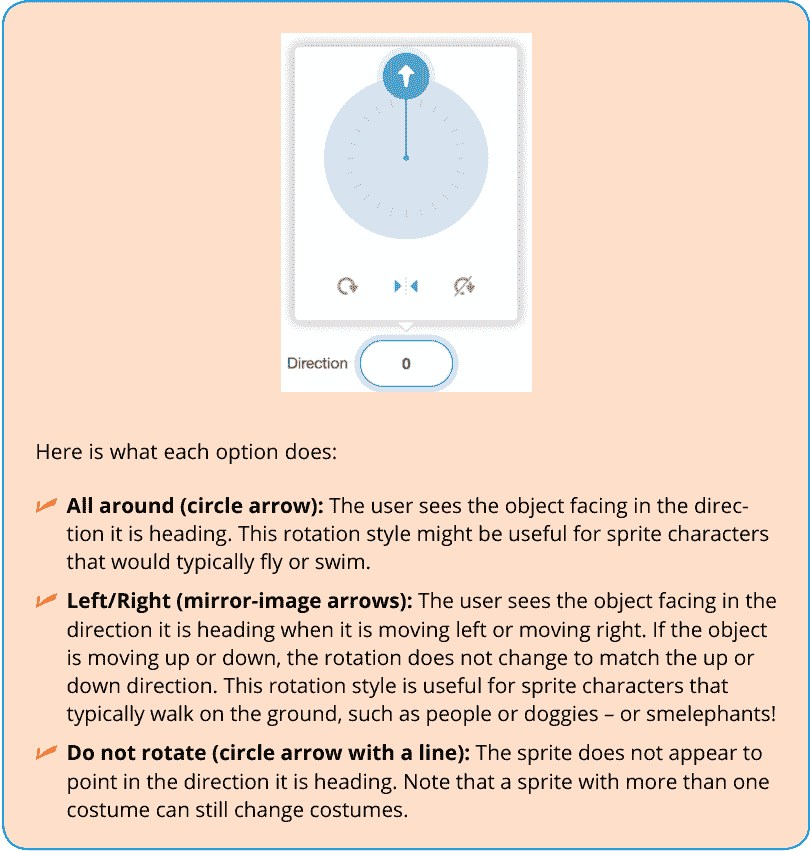 Direction 0
Here is what each option does:
All around (circle arrow): The user sees the object facing in the direc-
tion it is heading. This rotation style might be useful for sprite characters
that would typically fly or swim.
Left/Right (mirror-image arrows): The user sees the object facing in the
direction it is heading when it is moving left or moving right. If the object
is moving up or down, the rotation does not change to match the up or
down direction. This rotation style is useful for sprite characters that
typically walk on the ground, such as people or doggies – or smelephants!
Do not rotate (circle arrow with a line): The sprite does not appear to
point in the direction it is heading. Note that a sprite with more than one
costume can still change costumes.